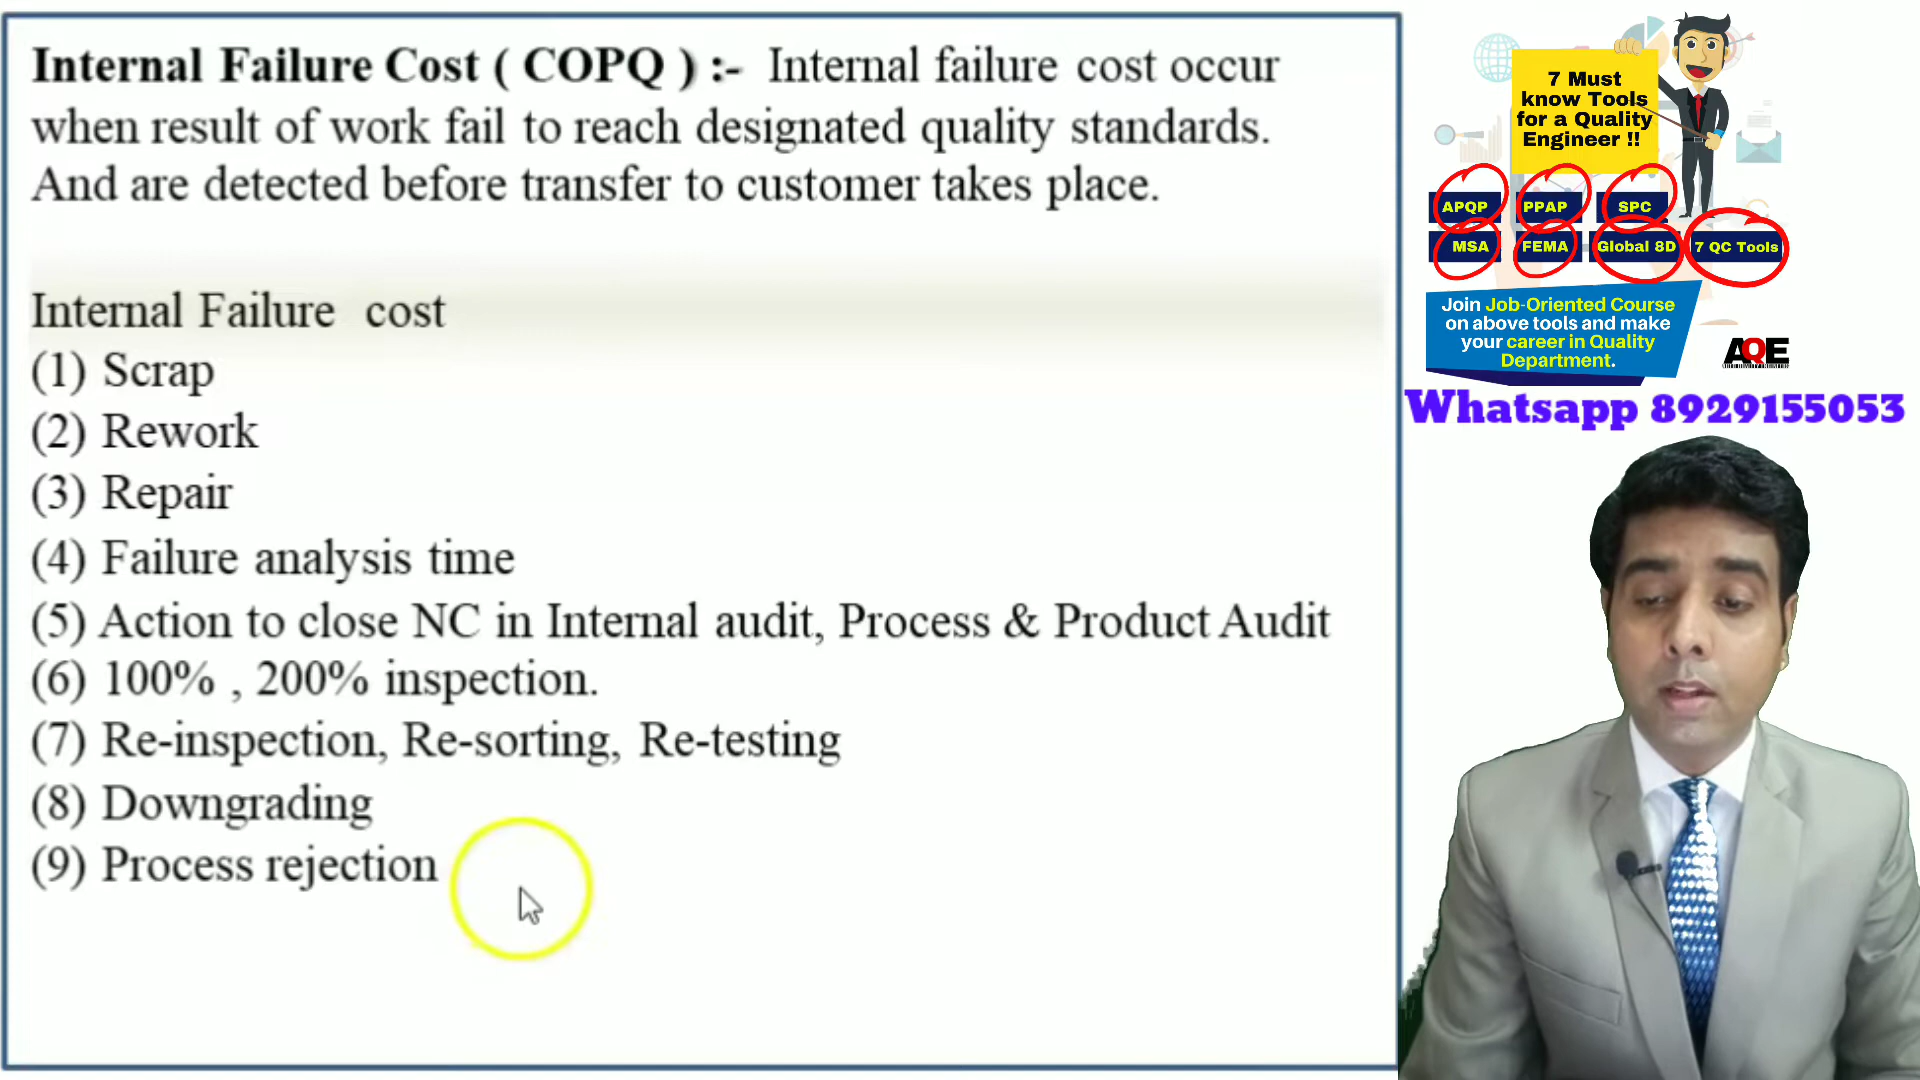 Internal Failure Cost ( COPQ ) :- Internal failure cost occur
when result of work fail to reach designated quality standards.
And are detected before transfer to customer takes place.
Internal Failure cost
(1) Scrap
(2) Rework
(3) Repair
(4) Failure analysis time
(5) Action to close NC in Internal audit, Process & Product Audit
(6) 100% , 200% inspection.
(7) Re-inspection, Re-sorting, Re-testing
(8) Downgrading
(9) Process rejection
7 Must
know Tools
for a Quality
Engineer !!
APQP PPAP SPC
MSA FEMA Global 8D 7 QC Tools
Join Job-Oriented Course
on above tools and make
your career in Quality
Department.
AQE
Whatsapp 8929155053